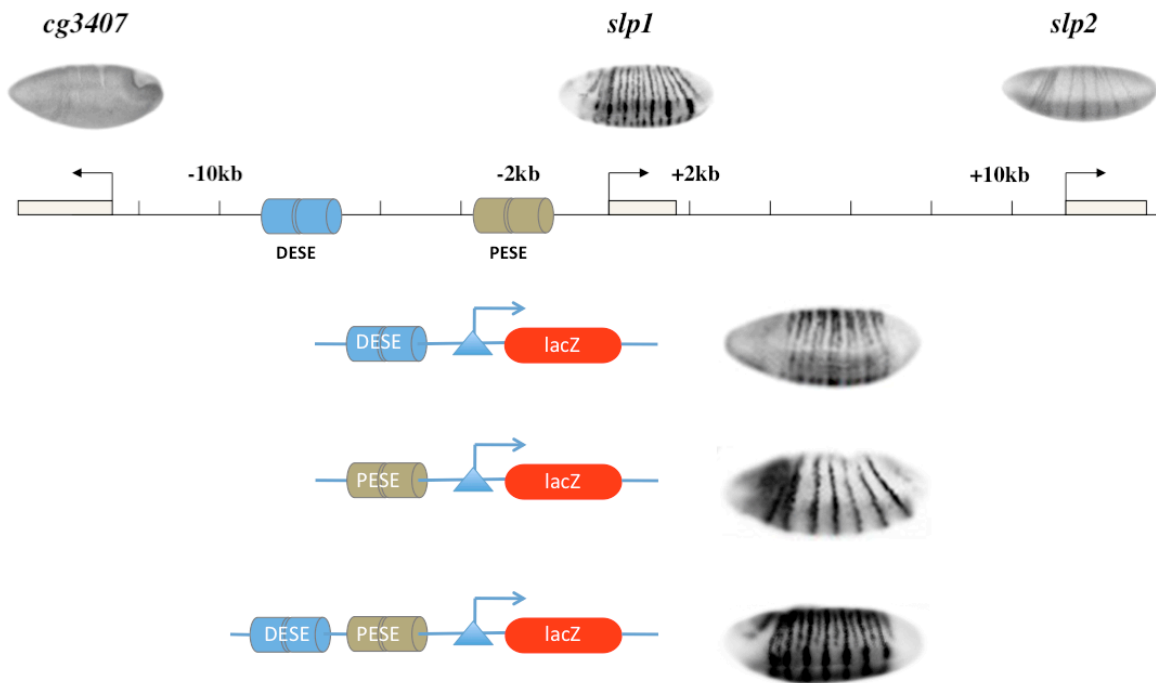 cg3407 slp1 slp2
-10kb -2kb +2kb +10kb
DESE PESE
DESE lacZ
PESE lacZ
DESE PESE lacZ